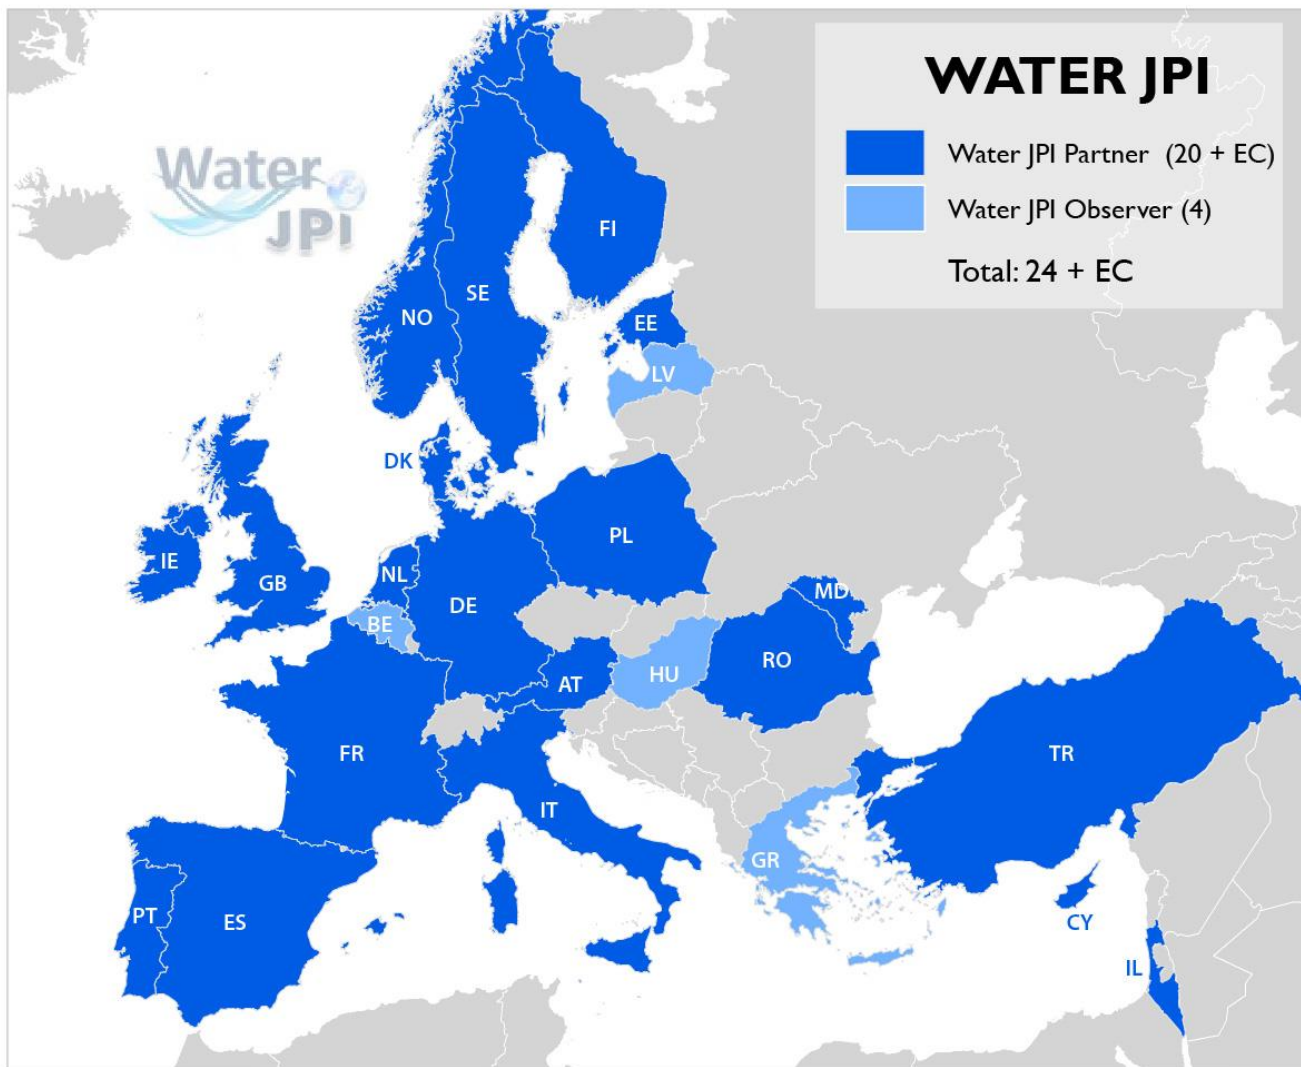 WATER JPI
Water JPI Partner (20 + EC)
Water JPI Observer (4)
Total: 24 + EC
Water
JPI
FI
SE
NO
EE
LV
DK
PL
IE
GB
NL
DE
BE
MD
RO
HU
AT
FR
TR
IT
GR
PT
ES
CY
IL